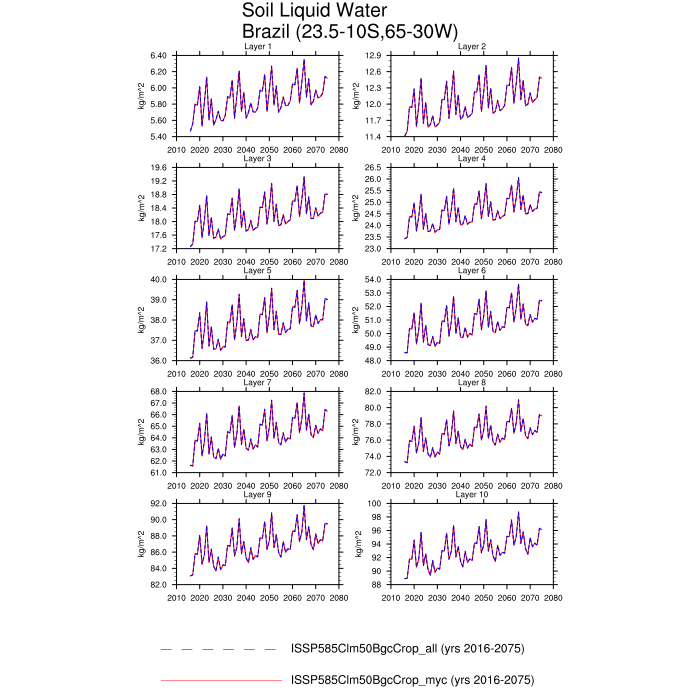 Soil Liquid Water
Brazil (23.5-10S,65-30W)
Layer 1
Layer 2
kg/m^2
6.40
6.20
6.00
5.80
5.60
5.40
2010 2020 2030 2040 2050 2060 2070 2080
kg/m^2
12.9
12.6
12.3
12.0
11.7
11.4
2010 2020 2030 2040 2050 2060 2070 2080
Layer 3
Layer 4
kg/m^2
19.6
19.2
18.8
18.4
18.0
17.6
17.2
2010 2020 2030 2040 2050 2060 2070 2080
kg/m^2
26.5
26.0
25.5
25.0
24.5
24.0
23.5
23.0
2010 2020 2030 2040 2050 2060 2070 2080
Layer 5
Layer 6
kg/m^2
40.0
39.0
38.0
37.0
36.0
2010 2020 2030 2040 2050 2060 2070 2080
kg/m^2
54.0
53.0
52.0
51.0
50.0
49.0
48.0
2010 2020 2030 2040 2050 2060 2070 2080
Layer 7
Layer 8
kg/m^2
68.0
67.0
66.0
65.0
64.0
63.0
62.0
61.0
2010 2020 2030 2040 2050 2060 2070 2080
kg/m^2
82.0
80.0
78.0
76.0
74.0
72.0
2010 2020 2030 2040 2050 2060 2070 2080
Layer 9
Layer 10
kg/m^2
92.0
90.0
88.0
86.0
84.0
82.0
2010 2020 2030 2040 2050 2060 2070 2080
kg/m^2
100
98
96
94
92
90
88
2010 2020 2030 2040 2050 2060 2070 2080
ISSP585Clm50BgcCrop_all (yrs 2016-2075)
ISSP585Clm50BgcCrop_myc (yrs 2016-2075)